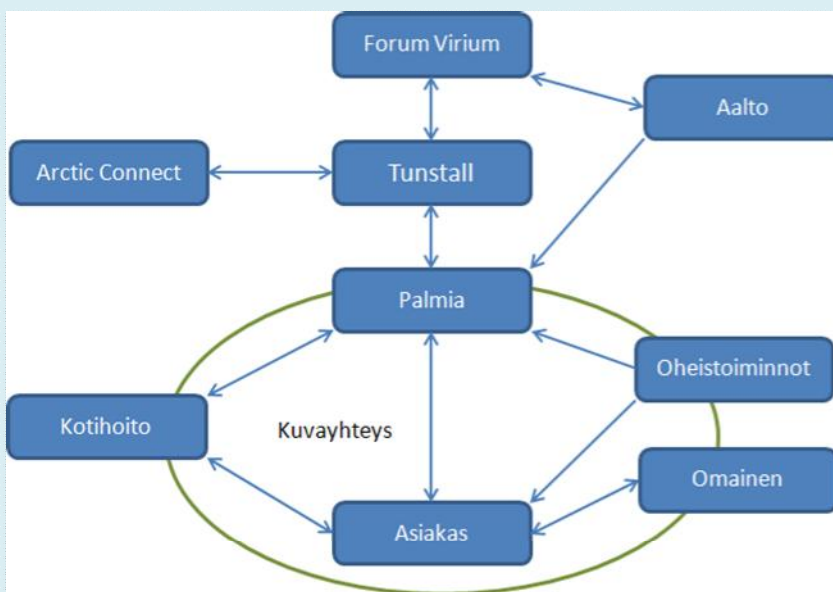 Forum Virium
Aalto
Arctic Connect
Tunstall
Palmia
Oheistoiminnot
Kotihoito
Kuvayhteys
Omainen
Asiakas